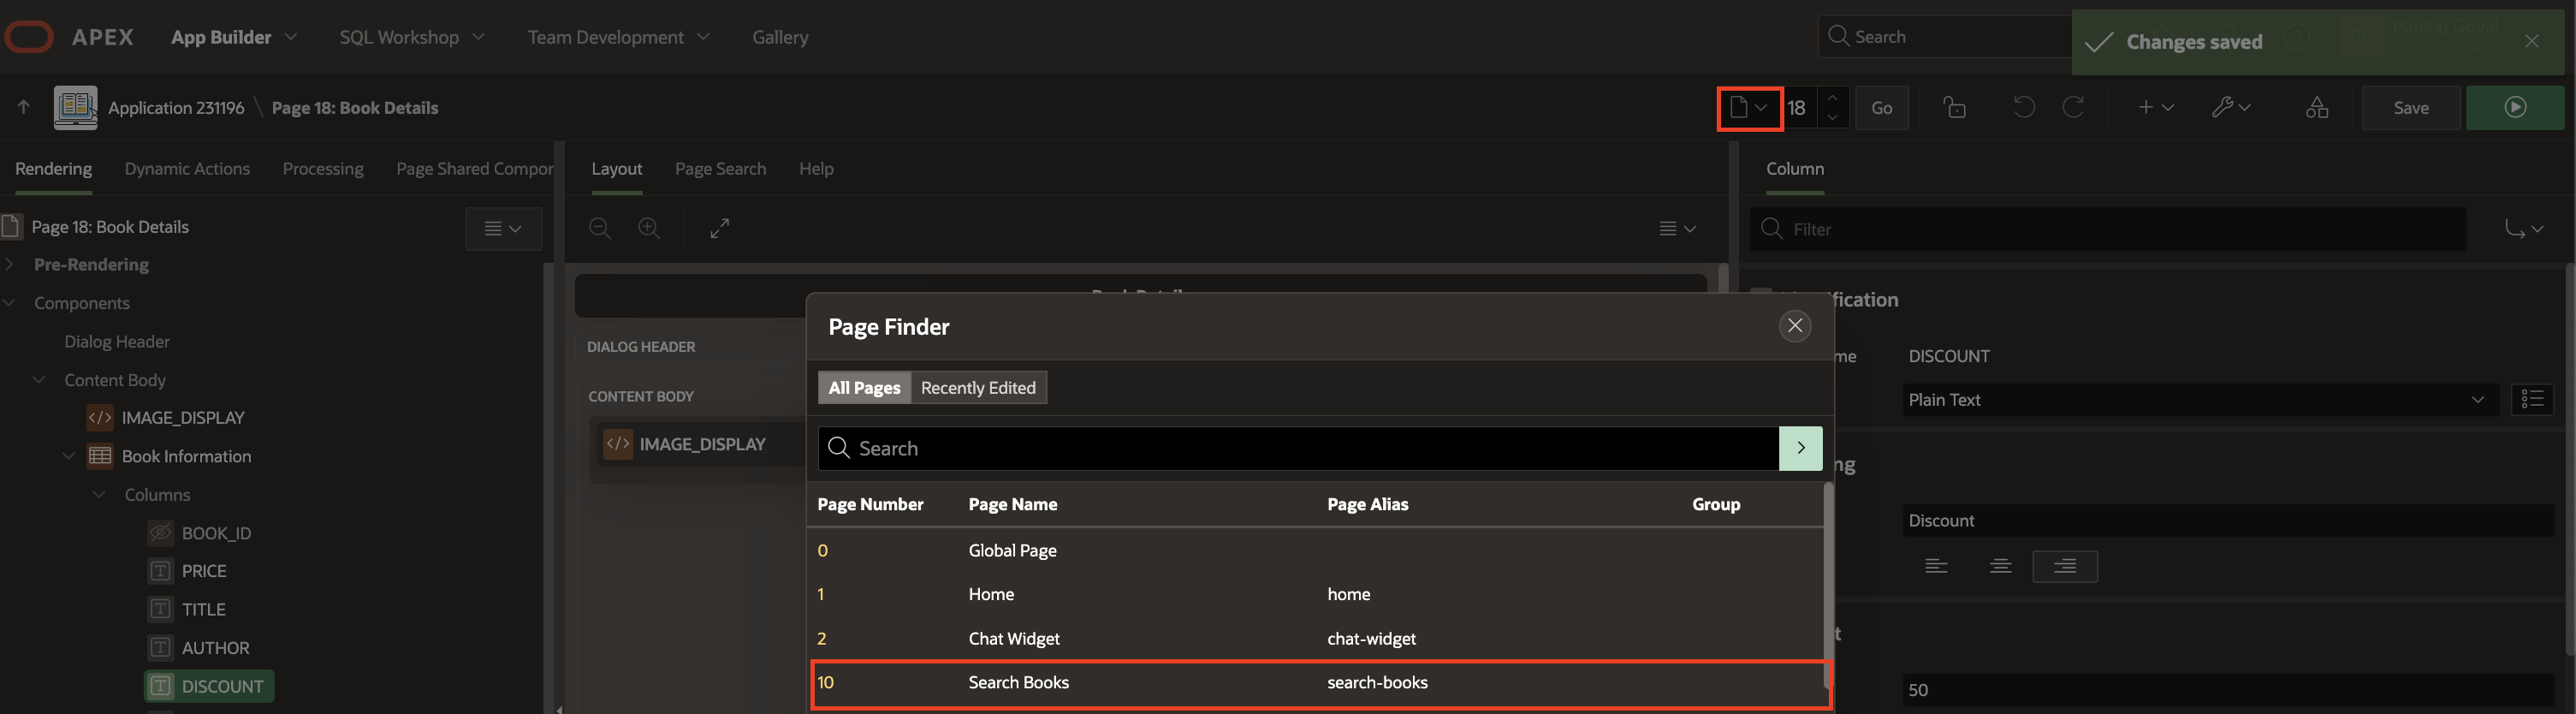 APEX App Builder SQL Workshop Team Development Gallery Search Changes saved
Application 231196 \ Page 18: Book Details 18 Go Save
Rendering Dynamic Actions Processing Page Shared Compon
Layout Page Search Help
Column
Page 18: Book Details
Filter
Pre-Rendering
Components
Dialog Header
Content Body
IMAGE_DISPLAY
Book Information
Columns
BOOK_ID
PRICE
TITLE
AUTHOR
DISCOUNT
DIALOG HEADER
CONTENT BODY
IMAGE_DISPLAY
Page Finder
All Pages Recently Edited
Search
Page Number Page Name Page Alias Group
0 Global Page
1 Home home
2 Chat Widget chat-widget
10 Search Books search-books
ification
me DISCOUNT
Plain Text
ng
Discount
t
50